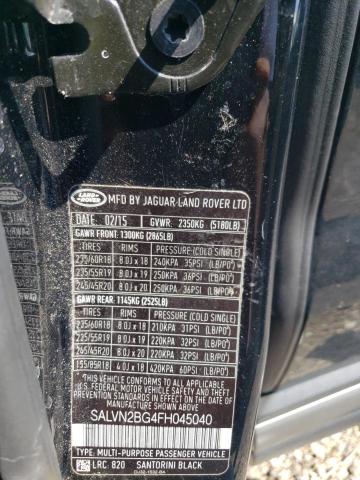 LAND ROVER
MFD. BY JAGUAR LAND ROVER LTD
DATE: 02/15 GVWR: 2350KG (5180LB)
GAWR FRONT: 1300KG (2865LB)
TIRES RIMS PRESSURE (COLD SINGLE)
235/60R18 8.0J x 18 240KPA 35PSI (LB/PO²)
235/55R19 8.0J x 19 250KPA 36PSI (LB/PO²)
245/45R20 8.0J x 20 250KPA 36PSI (LB/PO²)
GAWR REAR: 1145KG (2525LB)
TIRES RIMS PRESSURE (COLD SINGLE)
235/60R18 8.0J x 18 210KPA 31PSI (LB/PO²)
235/55R19 8.0J x 19 220KPA 32PSI (LB/PO²)
245/45R20 8.0J x 20 220KPA 32PSI (LB/PO²)
155/85R18 4.0J x 18 420KPA 60PSI (LB/PO²)
THIS VEHICLE CONFORMS TO ALL APPLICABLE
U.S. FEDERAL MOTOR VEHICLE SAFETY
STANDARDS IN EFFECT ON THE DATE OF
MANUFACTURE SHOWN ABOVE.
SALVN2BG4FH045040
TYPE: MULTI-PURPOSE PASSENGER VEHICLE
LRC: 820 SANTORINI BLACK